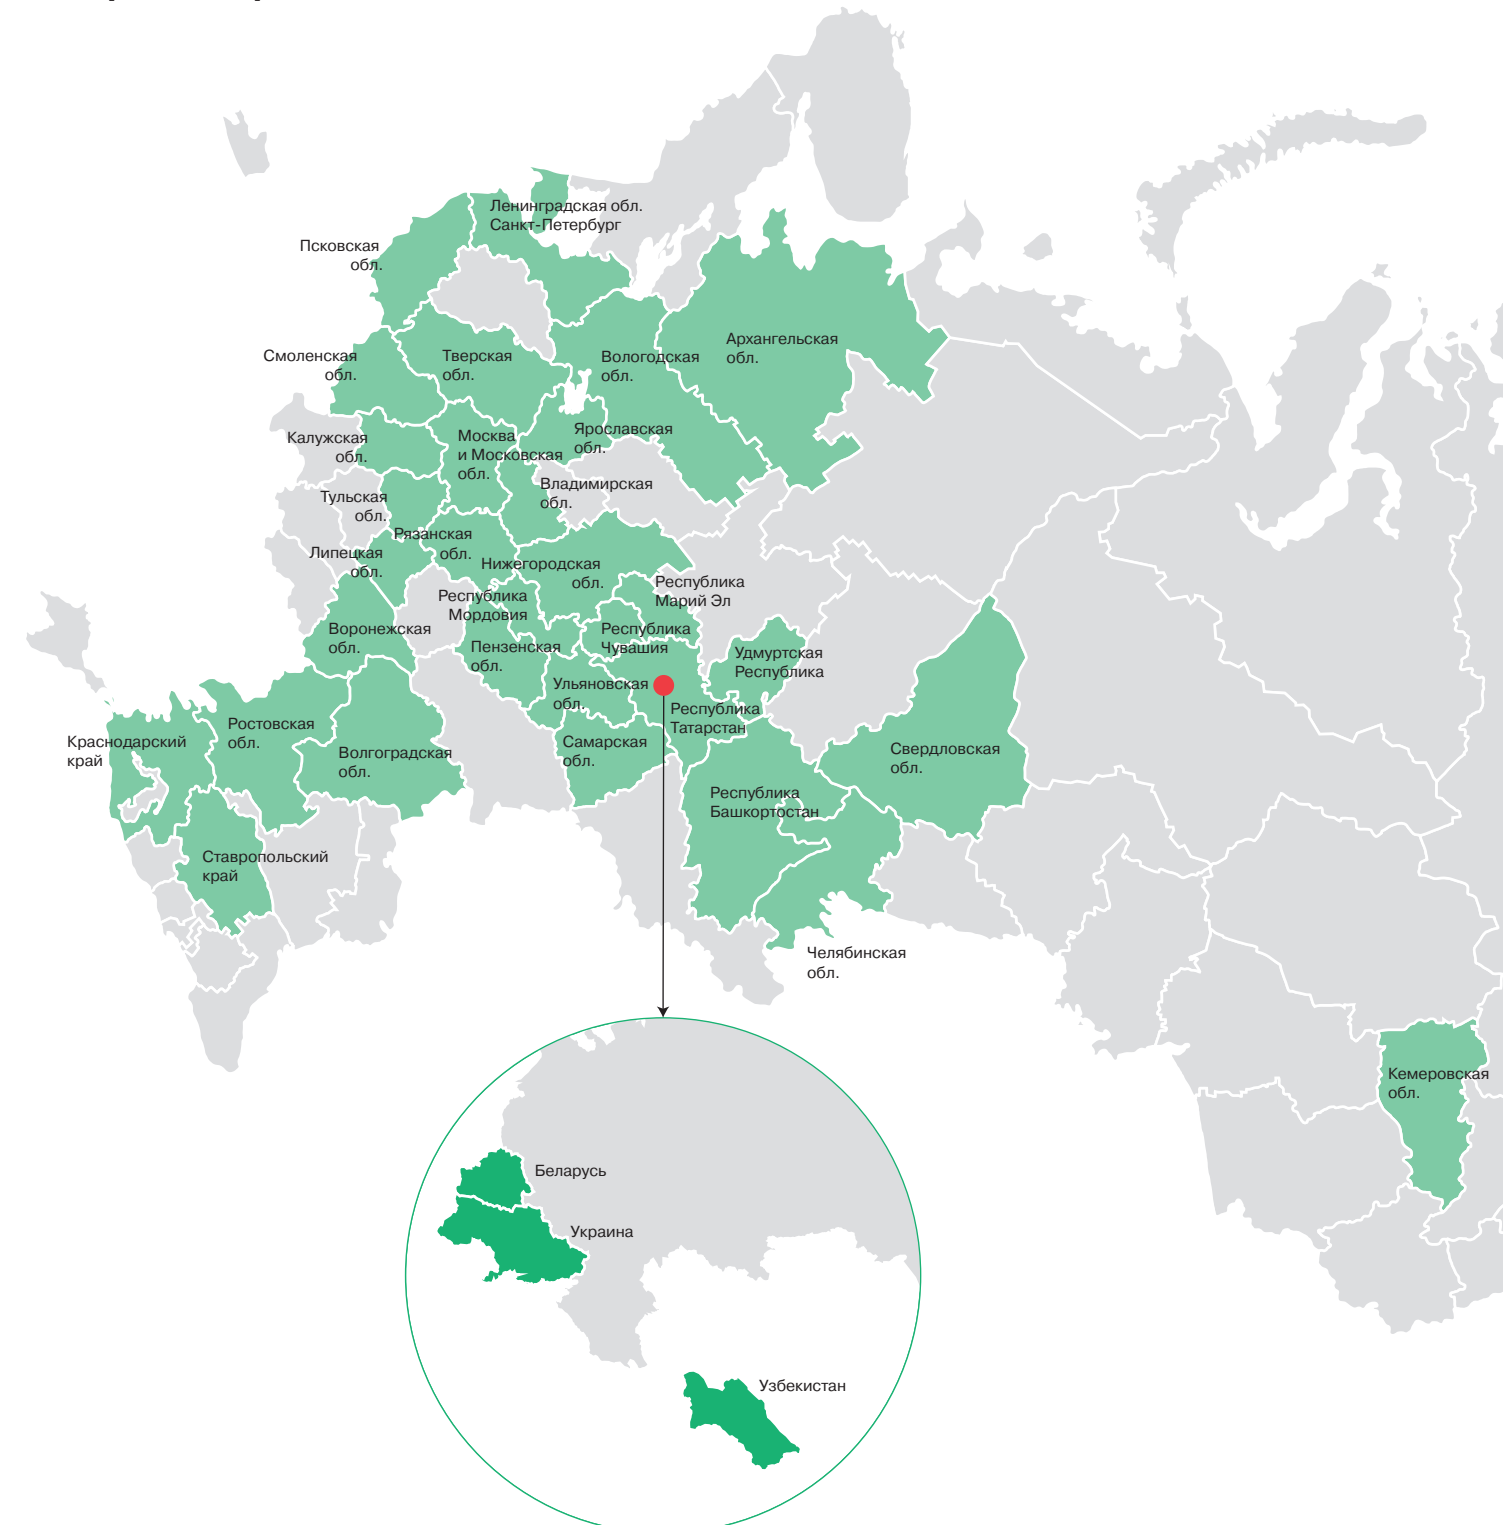 Ленинградская обл.
Санкт-Петербург
Псковская
обл.
Архангельская
обл.
Смоленская
обл.
Тверская
обл.
Вологодская
обл.
Калужская
обл.
Москва
и Московская
обл.
Ярославская
обл.
Владимирская
обл.
Тульская
обл.
Рязанская
обл.
Липецкая
обл.
Нижегородская
обл.
Республика
Марий Эл
Республика
Мордовия
Воронежская
обл.
Республика
Чувашия
Пензенская
обл.
Удмуртская
Республика
Ульяновская
обл.
Республика
Татарстан
Ростовская
обл.
Краснодарский
край
Волгоградская
обл.
Самарская
обл.
Свердловская
обл.
Республика
Башкортостан
Ставропольский
край
Челябинская
обл.
Кемеровская
обл.
Беларусь
Украина
Узбекистан